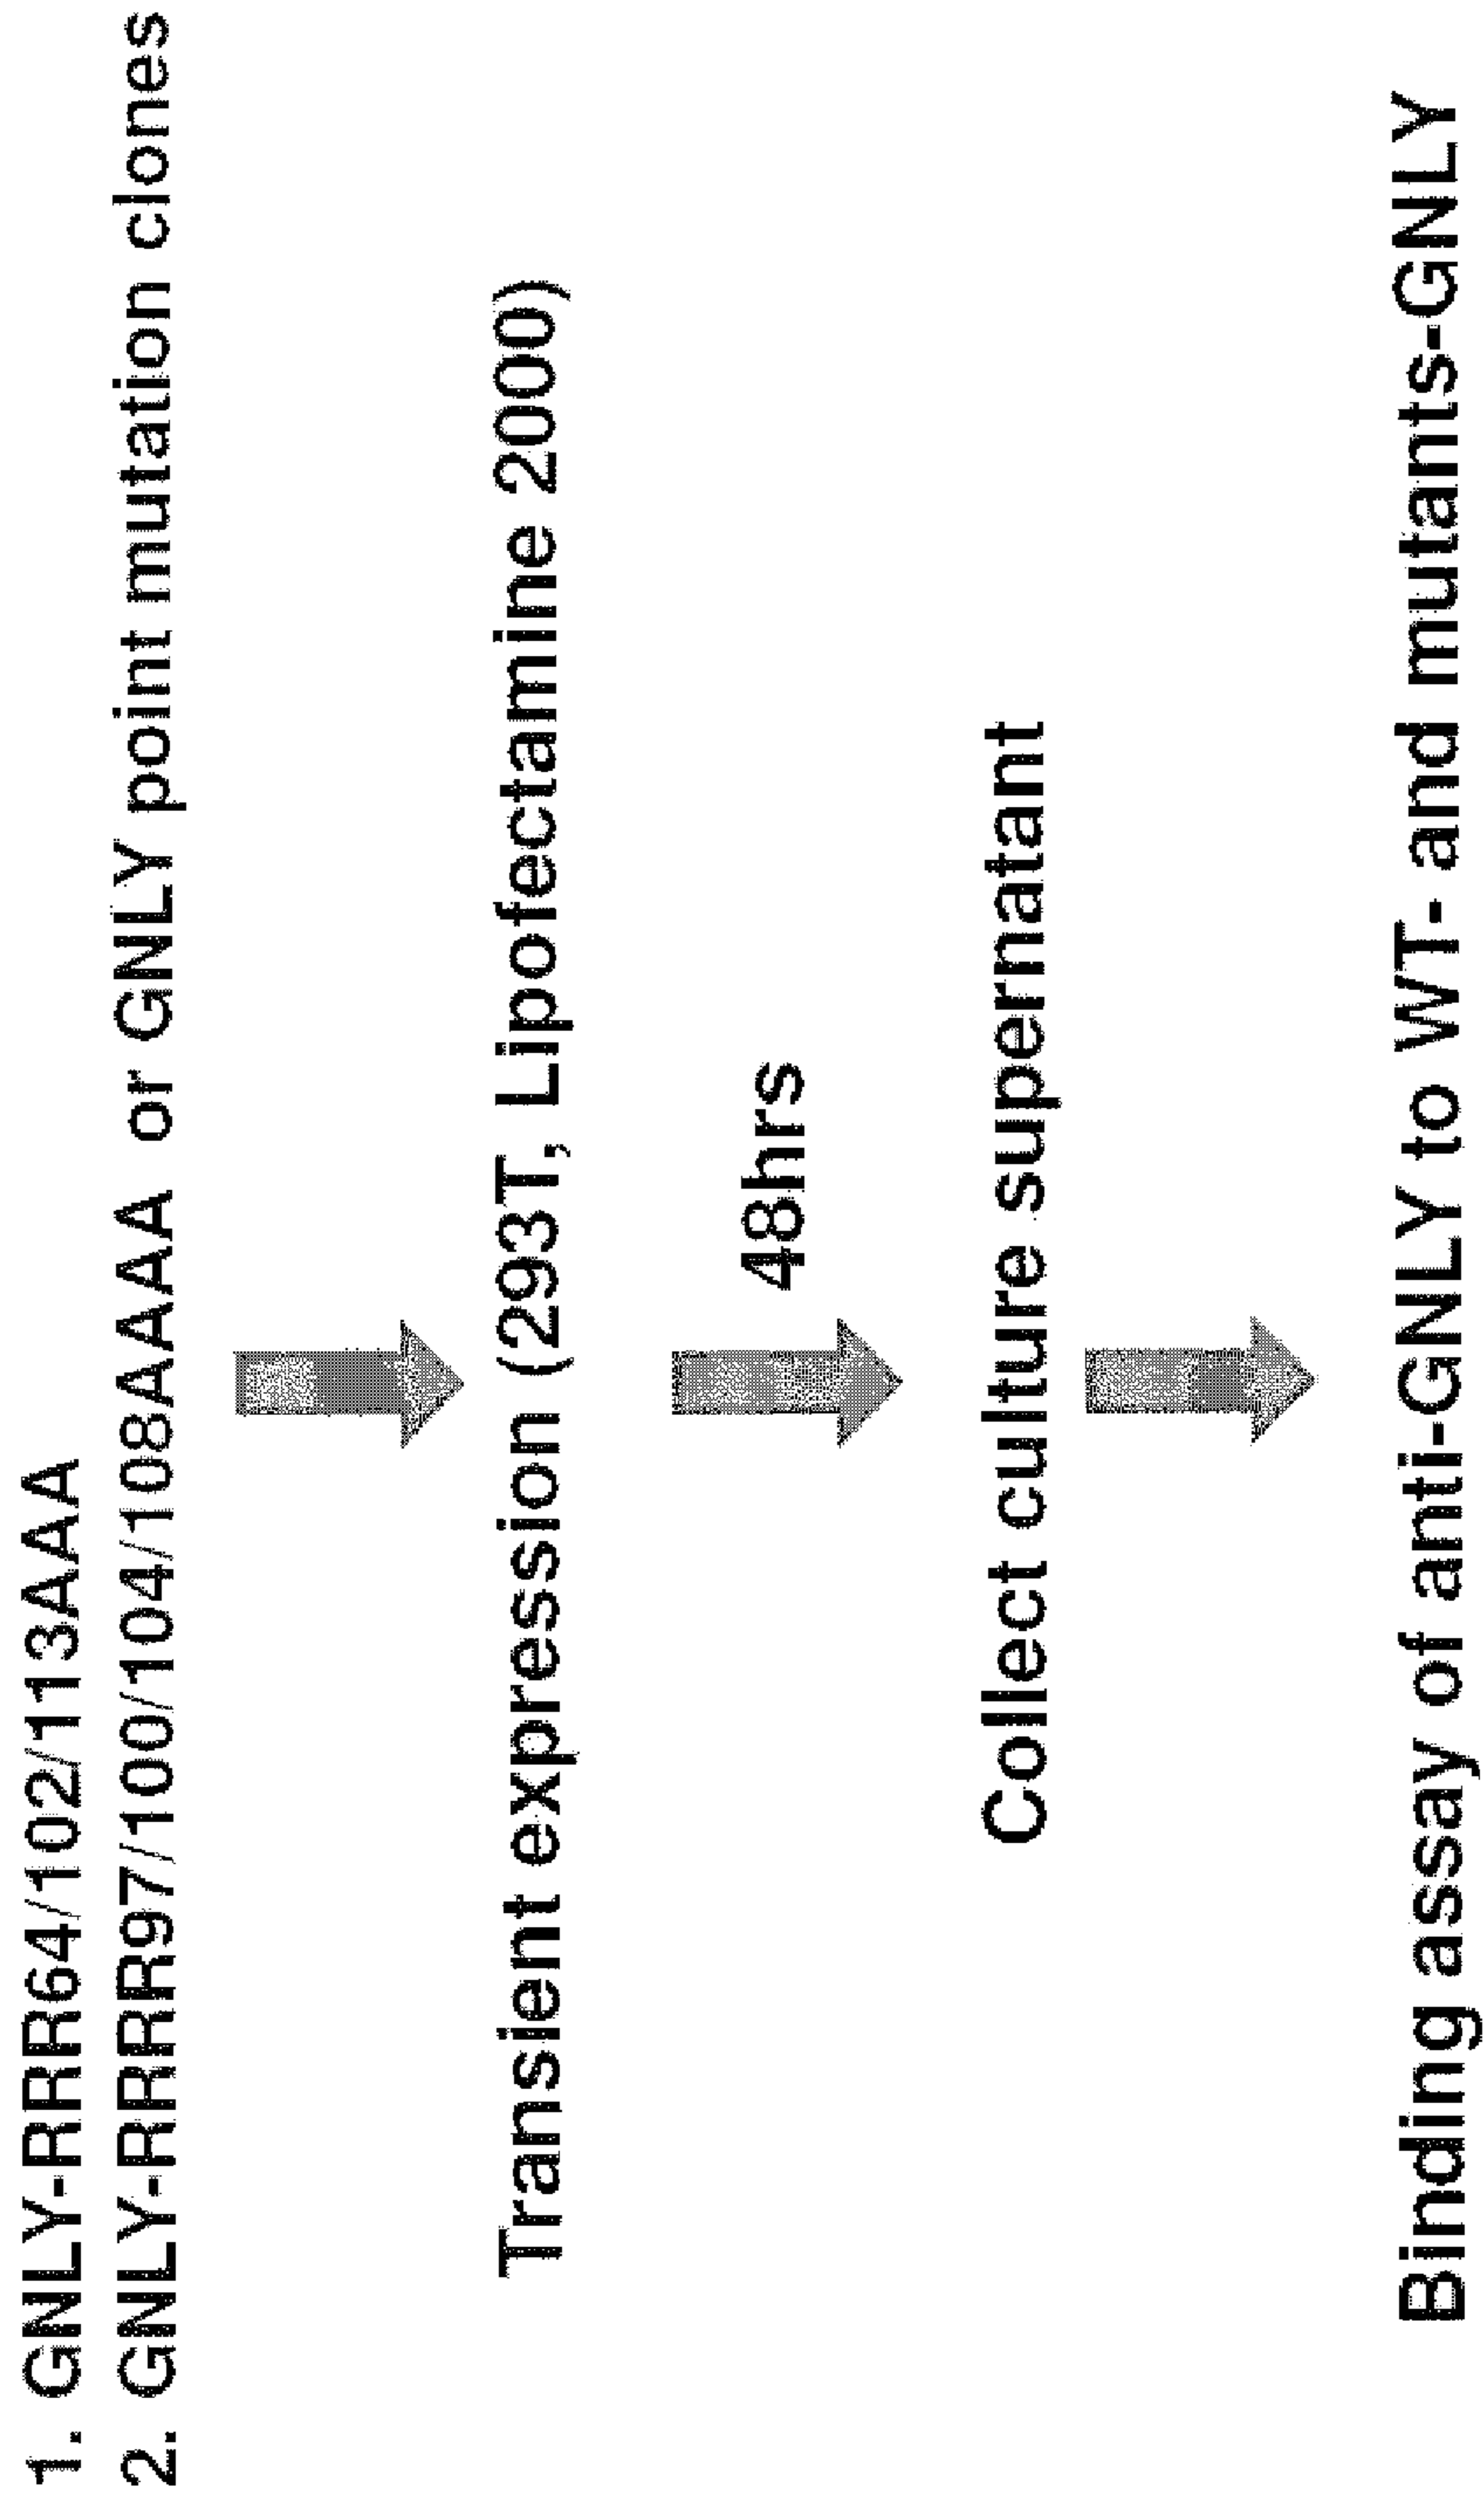 1. GNLY-RRR64/102/113AAA
2. GNLY-RRRR97/100/104/108AAAA or GNLY point mutation clones
Transient expression (293T, Lipofectamine 2000)
48hrs
Collect culture supernatant
Binding assay of anti-GNLY to WT- and mutants-GNLY